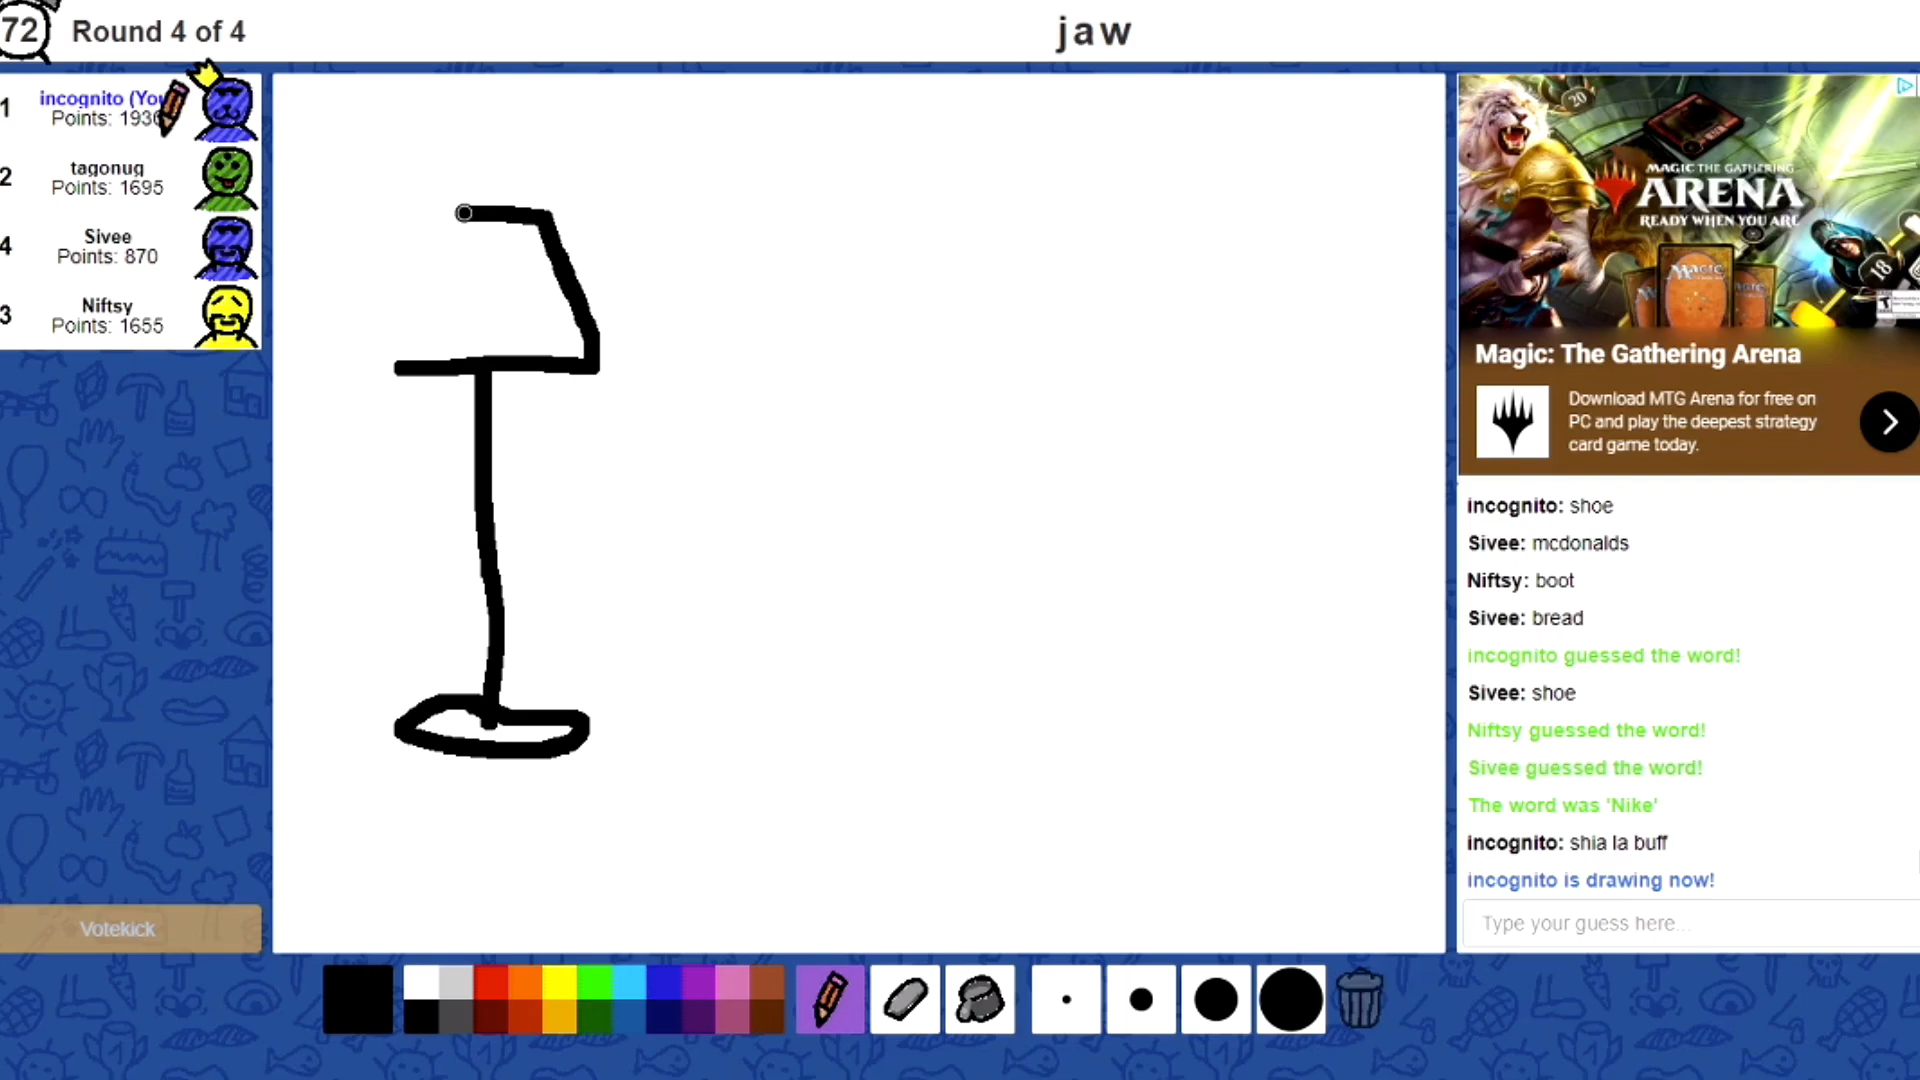 72
Round 4 of 4
jaw
1
incognito (You
Points: 1936
2
tagonug
Points: 1695
4
Sivee
Points: 870
3
Niftsy
Points: 1655
Votekick
20
MAGIC THE GATHERING
ARENA
READY WHEN YOU ARE
Magic
18
Magic: The Gathering Arena
Download MTG Arena for free on
PC and play the deepest strategy
card game today.
incognito: shoe
Sivee: mcdonalds
Niftsy: boot
Sivee: bread
incognito guessed the word!
Sivee: shoe
Niftsy guessed the word!
Sivee guessed the word!
The word was 'Nike'
incognito: shia la buff
incognito is drawing now!
Type your guess here...